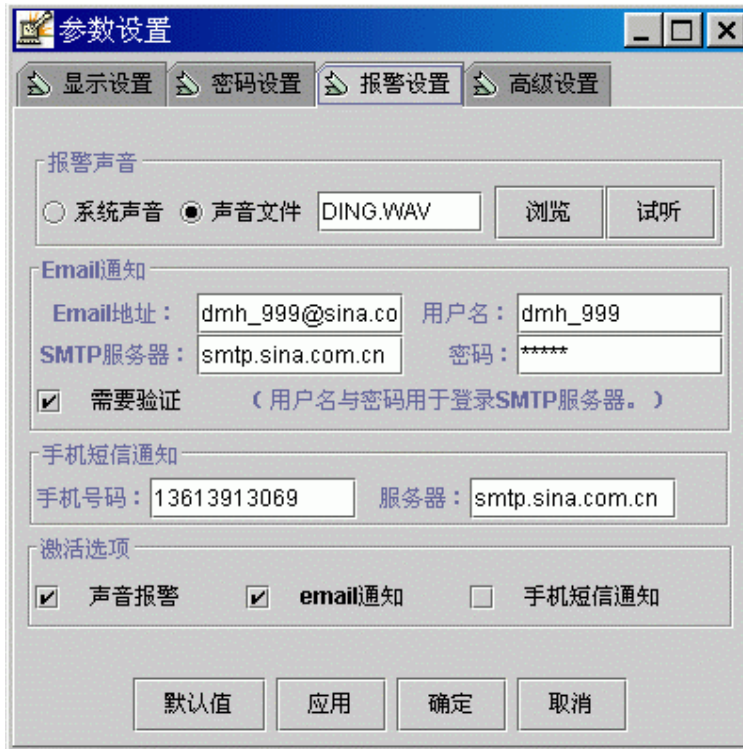 参数设置
显示设置 密码设置 报警设置 高级设置
报警声音
系统声音 声音文件 DING.WAV 浏览 试听
Email通知
Email地址： dmh_999@sina.co 用户名： dmh_999
SMTP服务器： smtp.sina.com.cn 密码： *****
需要验证 （用户名与密码用于登录SMTP服务器。）
手机短信通知
手机号码： 13613913069 服务器： smtp.sina.com.cn
激活选项
声音报警 email通知 手机短信通知
默认值 应用 确定 取消